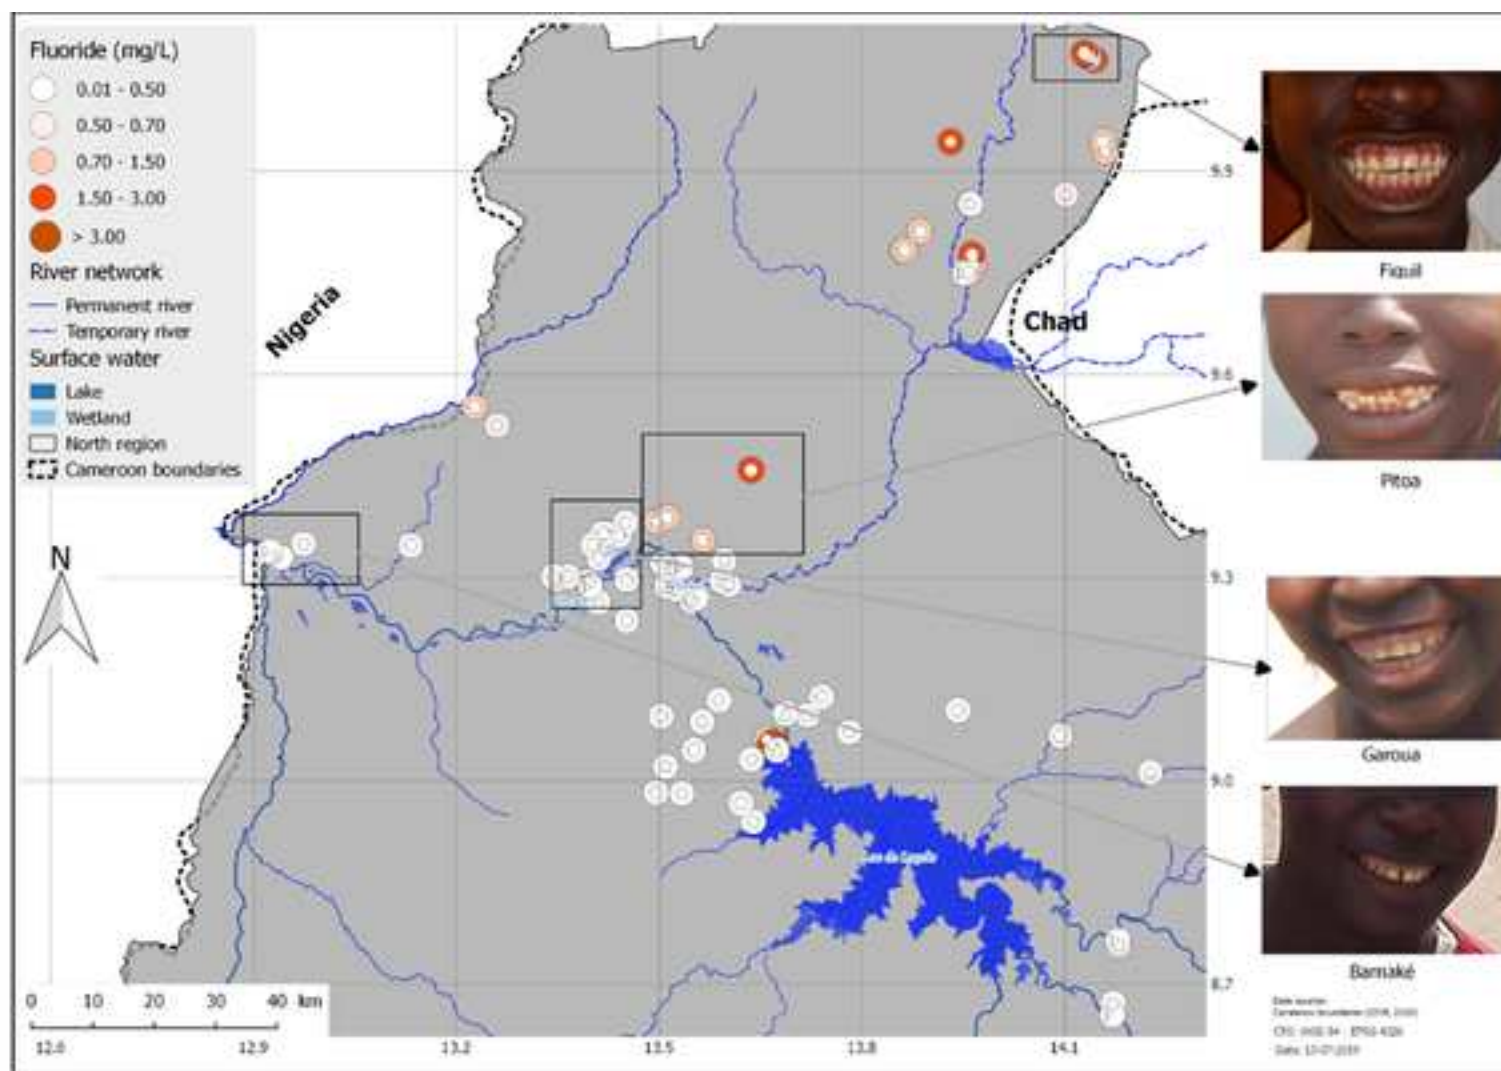 Fluoride (mg/L)
0.01 - 0.50
0.50 - 0.70
0.70 - 1.50
1.50 - 3.00
> 3.00
River network
Permanent river
Temporary river
Surface water
Lake
Wetland
North region
Cameroon boundaries
Nigeria
Chad
N
9.9
9.6
9.3
9.0
8.7
Figuil
Pitoa
Garoua
Bamaké
0 10 20 30 40 km
12.9 13.2 13.5 13.8 14.1